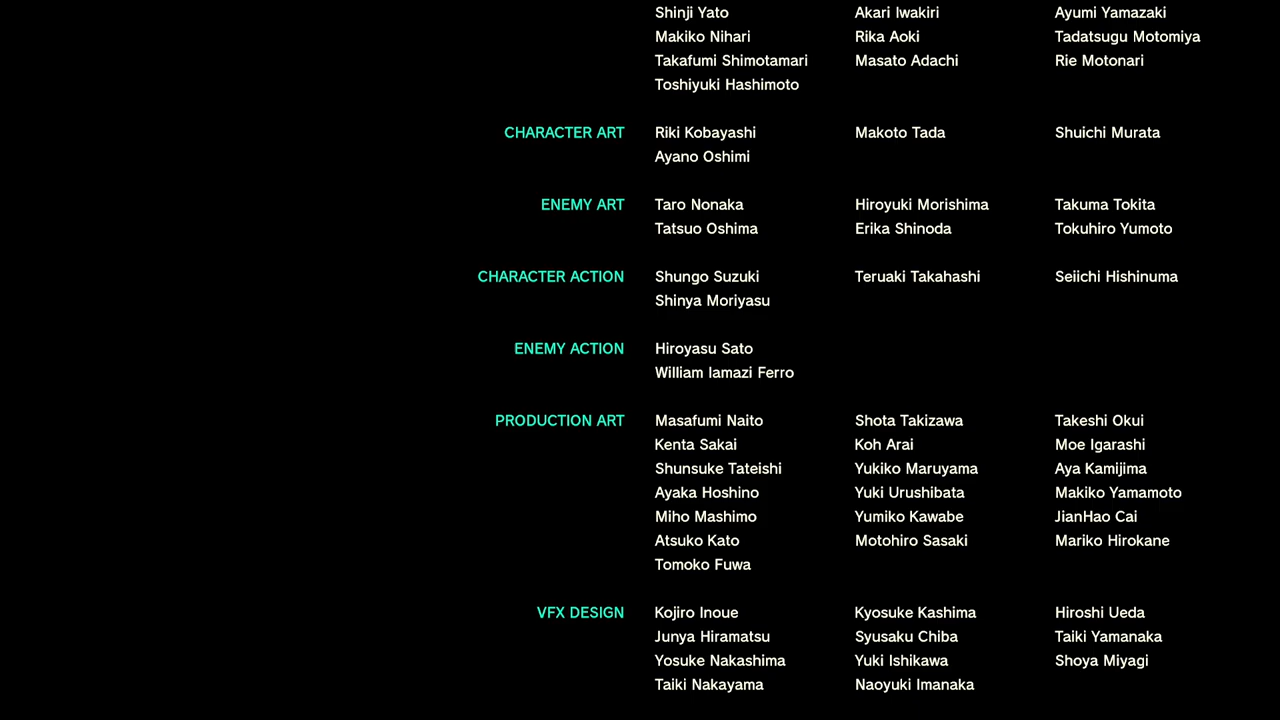 Shinji Yato Akari Iwakiri Ayumi Yamazaki
Makiko Nihari Rika Aoki Tadatsugu Motomiya
Takafumi Shimotamari Masato Adachi Rie Motonari
Toshiyuki Hashimoto
CHARACTER ART Riki Kobayashi Makoto Tada Shuichi Murata
Ayano Oshimi
ENEMY ART Taro Nonaka Hiroyuki Morishima Takuma Tokita
Tatsuo Oshima Erika Shinoda Tokuhiro Yumoto
CHARACTER ACTION Shungo Suzuki Teruaki Takahashi Seiichi Hishinuma
Shinya Moriyasu
ENEMY ACTION Hiroyasu Sato
William Iamazi Ferro
PRODUCTION ART Masafumi Naito Shota Takizawa Takeshi Okui
Kenta Sakai Koh Arai Moe Igarashi
Shunsuke Tateishi Yukiko Maruyama Aya Kamijima
Ayaka Hoshino Yuki Urushibata Makiko Yamamoto
Miho Mashimo Yumiko Kawabe JianHao Cai
Atsuko Kato Motohiro Sasaki Mariko Hirokane
Tomoko Fuwa
VFX DESIGN Kojiro Inoue Kyosuke Kashima Hiroshi Ueda
Junya Hiramatsu Syusaku Chiba Taiki Yamanaka
Yosuke Nakashima Yuki Ishikawa Shoya Miyagi
Taiki Nakayama Naoyuki Imanaka